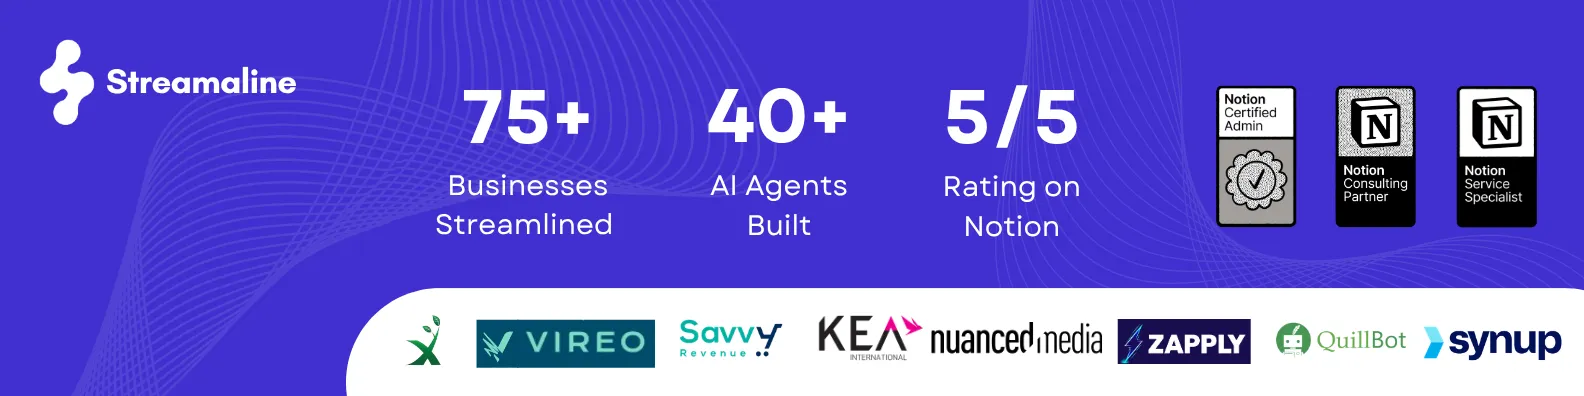 Streamaline
75+
Businesses
Streamlined
40+
AI Agents
Built
5/5
Rating on
Notion
Notion
Certified
Admin
N
Notion
Consulting
Partner
N
Notion
Service
Specialist
VIREO
Savvy
Revenue
KEA
INTERNATIONAL
nuanced media
ZAPPLY
QuillBot
synup